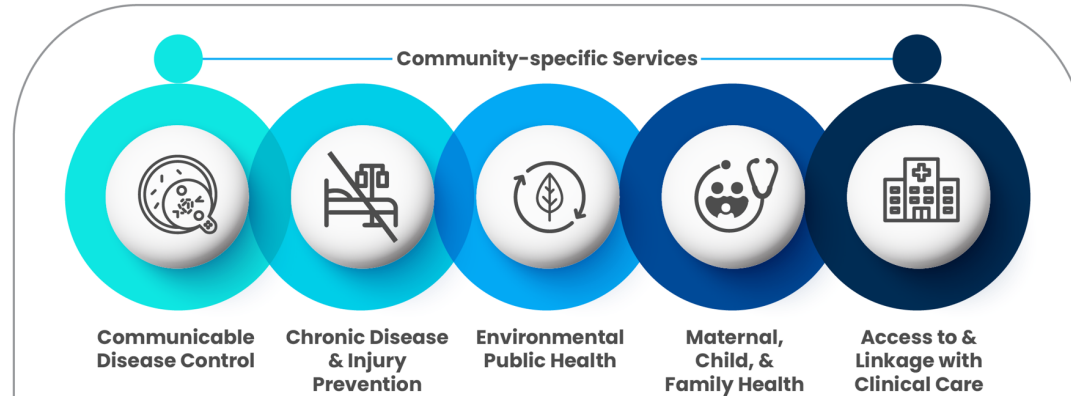 Community-specific Services
Communicable
Disease Control
Chronic Disease
& Injury
Prevention
Environmental
Public Health
Maternal,
Child, &
Family Health
Access to &
Linkage with
Clinical Care